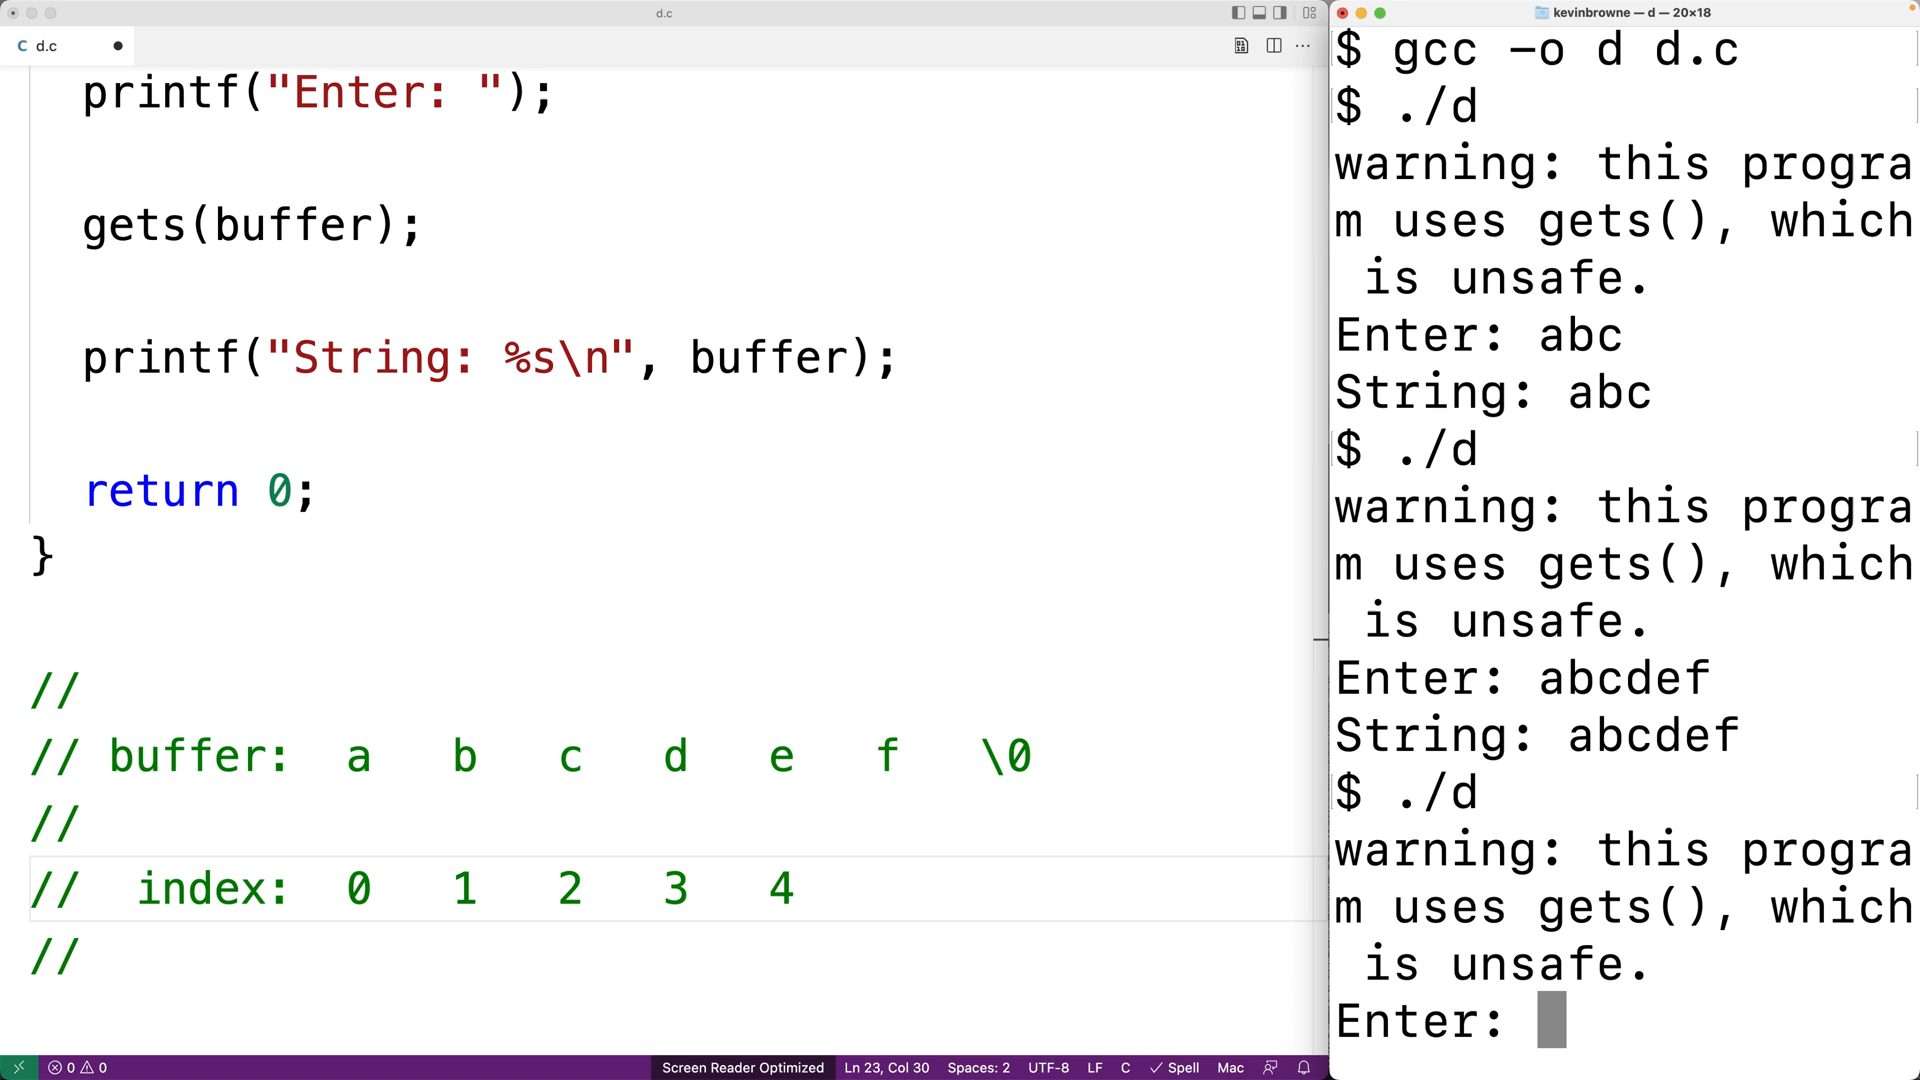 d.c
C d.c
printf("Enter: ");
gets(buffer);
printf("String: %s\n", buffer);
return 0;
}
//
// buffer: a b c d e f \0
//
// index: 0 1 2 3 4
//
0 0
Screen Reader Optimized Ln 23, Col 30 Spaces: 2 UTF-8 LF C Spell Mac
kevinbrowne — d — 20×18
$ gcc -o d d.c
$ ./d
warning: this progra
m uses gets(), which
is unsafe.
Enter: abc
String: abc
$ ./d
warning: this progra
m uses gets(), which
is unsafe.
Enter: abcdef
String: abcdef
$ ./d
warning: this progra
m uses gets(), which
is unsafe.
Enter: